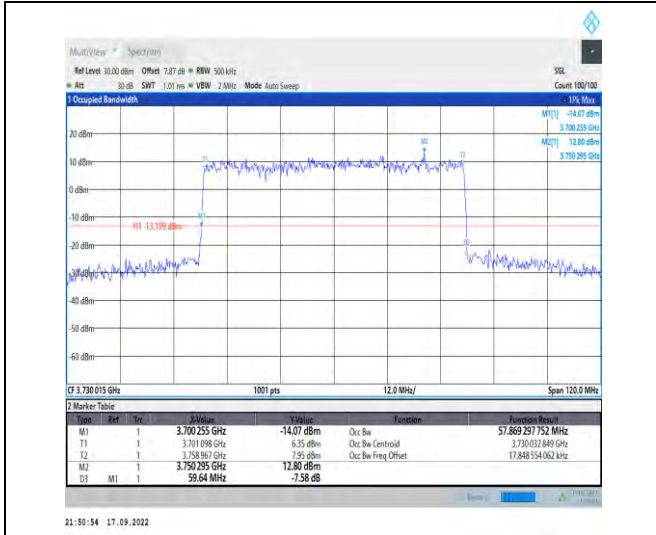 MultiView Spectrum
Ref Level 30.00 dBm Offset 7.87 dB RBW 500 kHz SGL
Att 30 dB SWT 1.01 ms VBW 2 MHz Mode Auto Sweep Count 100/100
1 Occupied Bandwidth 1Pk Max
M1[1] -14.07 dBm
3.700 255 GHz
20 dBm M2 M2[1] 12.80 dBm
3.750 295 GHz
10 dBm T1 T2
0 dBm
-10 dBm M1
H1 -13.199 dBm
-20 dBm D3
-30 dBm
-40 dBm
-50 dBm
-60 dBm
CF 3.730 015 GHz 1001 pts 12.0 MHz/ Span 120.0 MHz
2 Marker Table
Type Ref Trc X-Value Y-Value Function Function Result
M1 1 3.700 255 GHz -14.07 dBm Occ Bw 57.869 297 752 MHz
T1 1 3.701 098 GHz 6.35 dBm Occ Bw Centroid 3.730 032 849 GHz
T2 1 3.758 967 GHz 7.95 dBm Occ Bw Freq Offset 17.848 554 062 kHz
M2 1 3.750 295 GHz 12.80 dBm
D3 M1 1 59.64 MHz -7.58 dB
21:50:54 17.09.2022